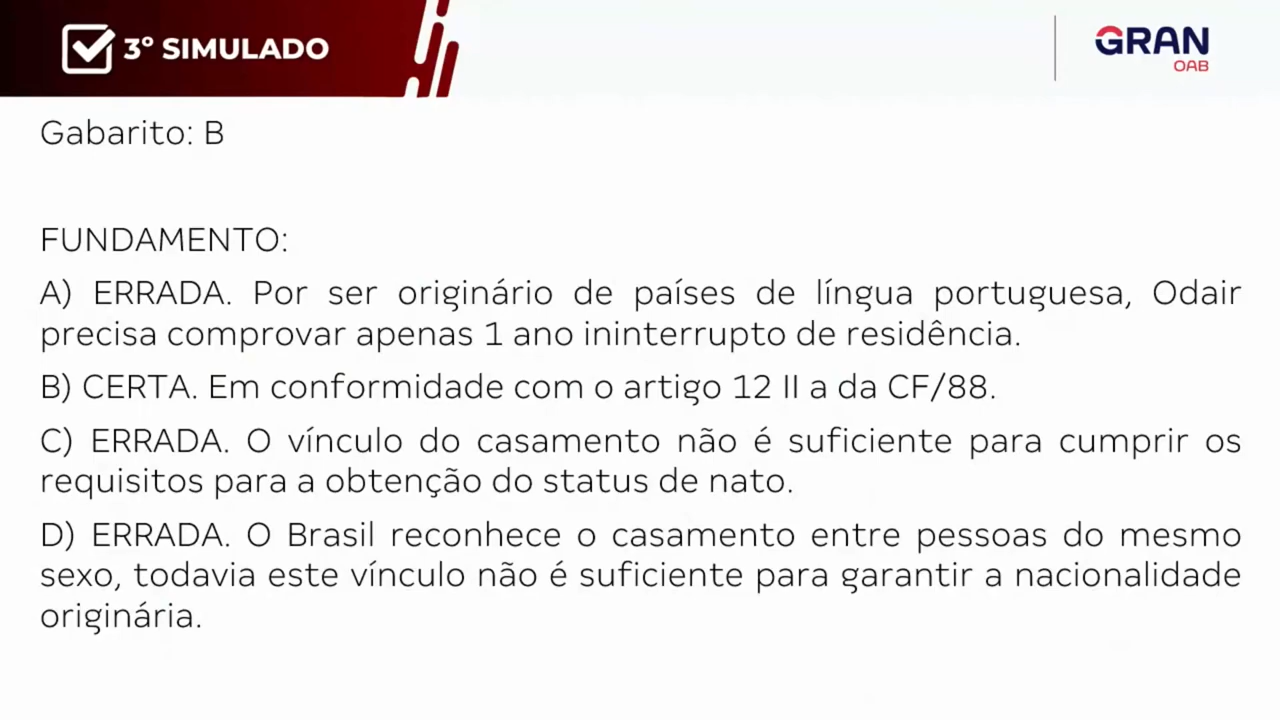 3º SIMULADO
GRAN
OAB
Gabarito: B
FUNDAMENTO:
A) ERRADA. Por ser originário de países de língua portuguesa, Odair
precisa comprovar apenas 1 ano ininterrupto de residência.
B) CERTA. Em conformidade com o artigo 12 II a da CF/88.
C) ERRADA. O vínculo do casamento não é suficiente para cumprir os
requisitos para a obtenção do status de nato.
D) ERRADA. O Brasil reconhece o casamento entre pessoas do mesmo
sexo, todavia este vínculo não é suficiente para garantir a nacionalidade
originária.